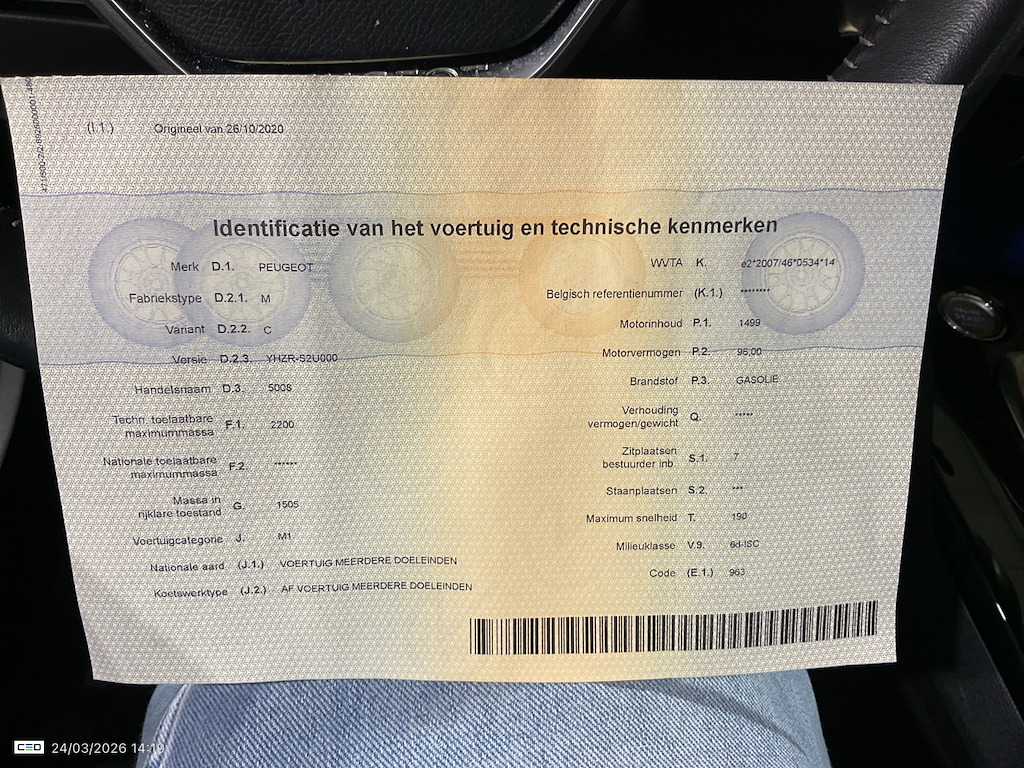 (I.1.) Origineel van 26/10/2020
Identificatie van het voertuig en technische kenmerken
Merk D.1. PEUGEOT
Fabriekstype D.2.1. M
Variant D.2.2. C
Versie D.2.3. YHZR-S2U000
Handelsnaam D.3. 5008
Techn. toelaatbare
maximummassa F.1. 2200
Nationale toelaatbare
maximummassa F.2. ******
Massa in
rijklare toestand G. 1505
Voertuigcategorie J. M1
Nationale aard (J.1.) VOERTUIG MEERDERE DOELEINDEN
Koetswerktype (J.2.) AF VOERTUIG MEERDERE DOELEINDEN
WVTA K. e2*2007/46*0534*14
Belgisch referentienummer (K.1.) ********
Motorinhoud P.1. 1499
Motorvermogen P.2. 96,00
Brandstof P.3. GASOLIE
Verhouding
vermogen/gewicht Q. *****
Zitplaatsen
bestuurder inb. S.1. 7
Staanplaatsen S.2. ***
Maximum snelheid T. 190
Milieuklasse V.9. 6d-ISC
Code (E.1.) 963
CEO 24/03/2026 14:19